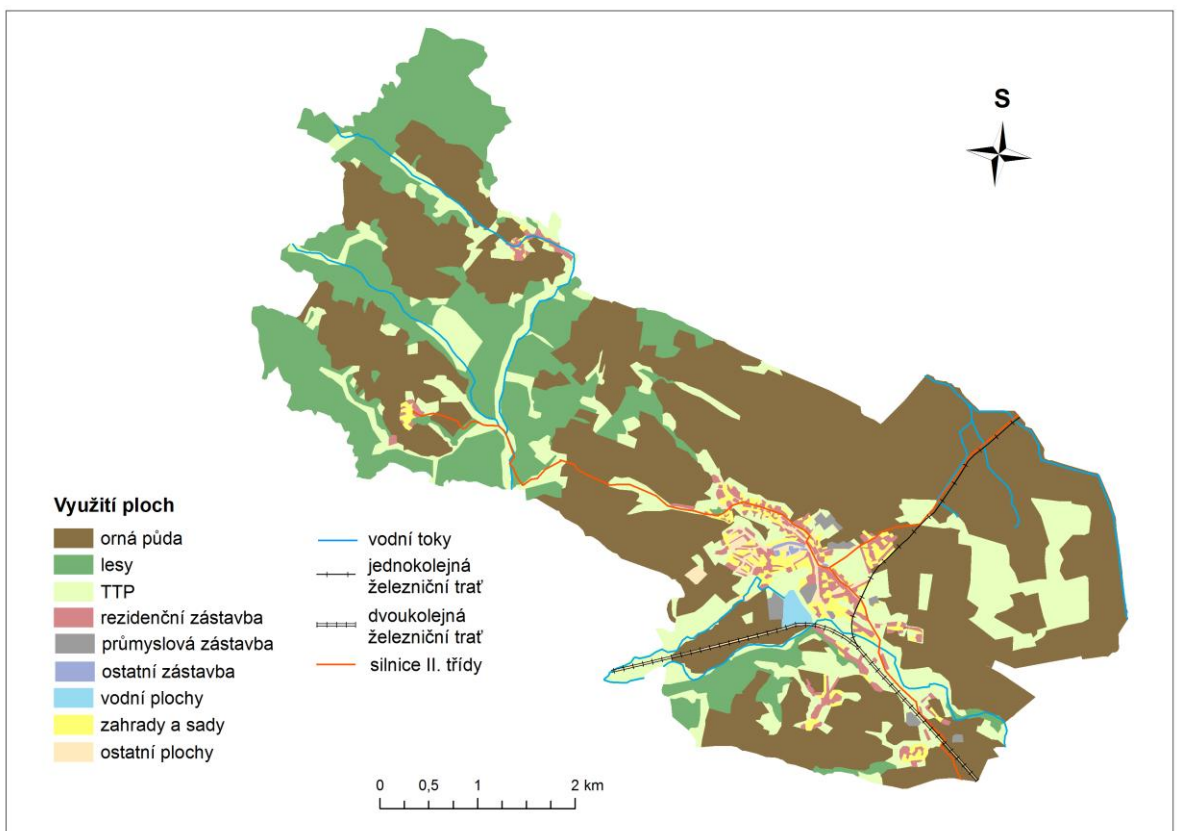 S
Využití ploch
orná půda
lesy
TTP
rezidenční zástavba
průmyslová zástavba
ostatní zástavba
vodní plochy
zahrady a sady
ostatní plochy
vodní toky
jednokolejná
železniční trať
dvoukolejná
železniční trať
silnice II. třídy
0 0,5 1 2 km